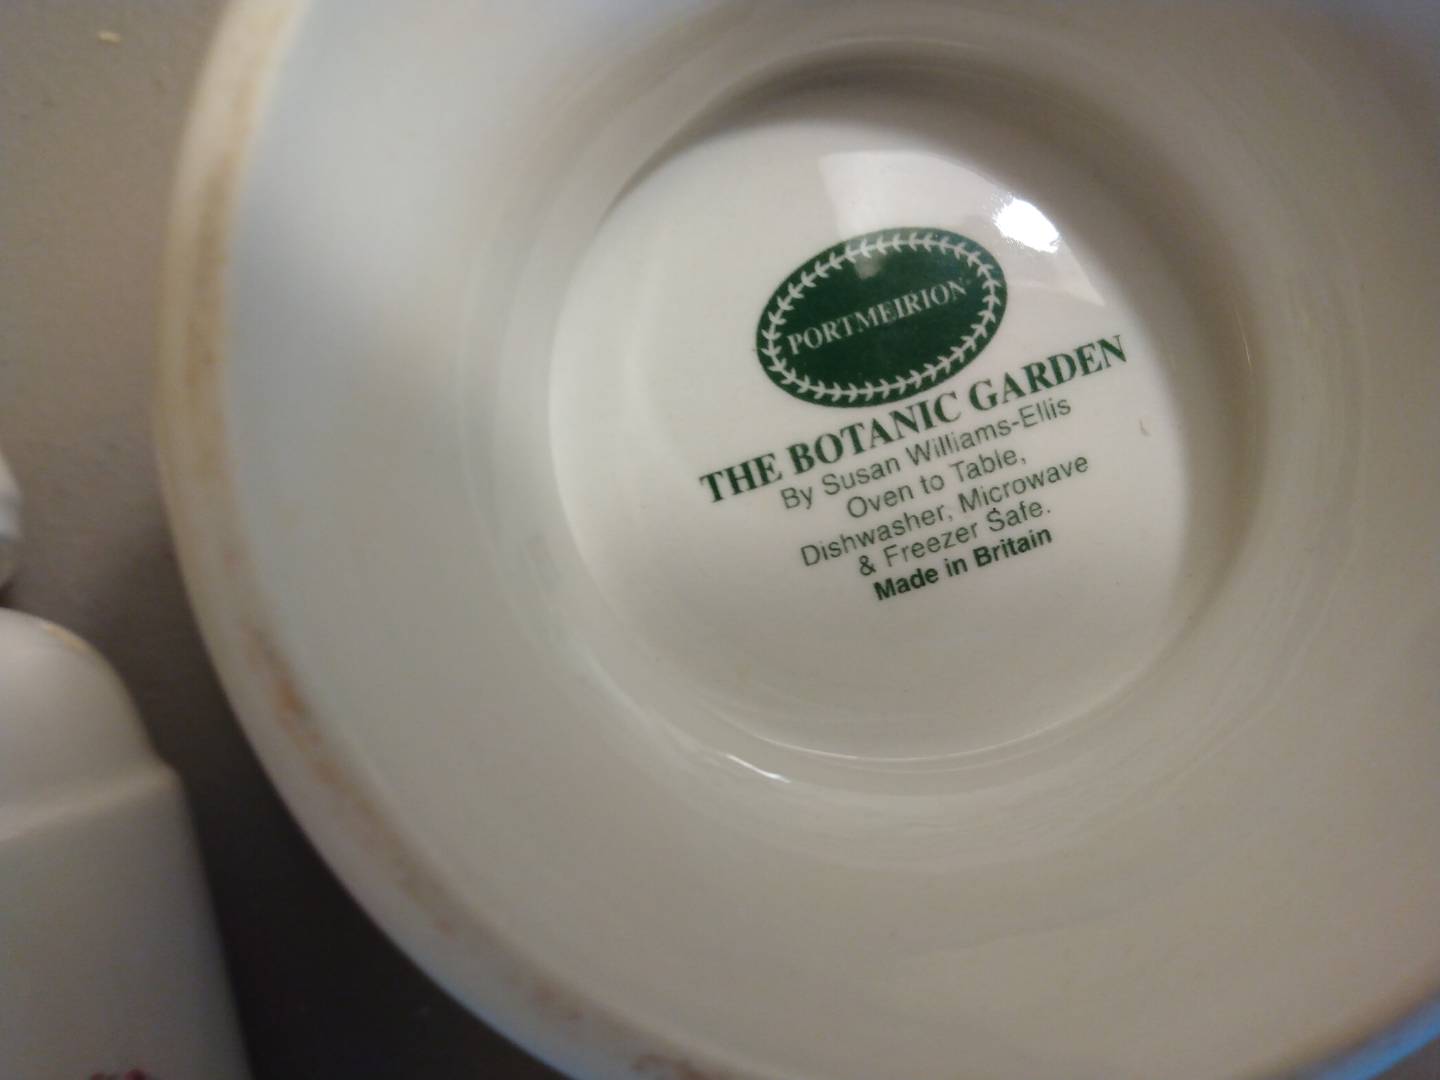 PORTMEIRION
THE BOTANIC GARDEN
By Susan Williams-Ellis
Oven to Table,
Dishwasher, Microwave
& Freezer Safe.
Made in Britain